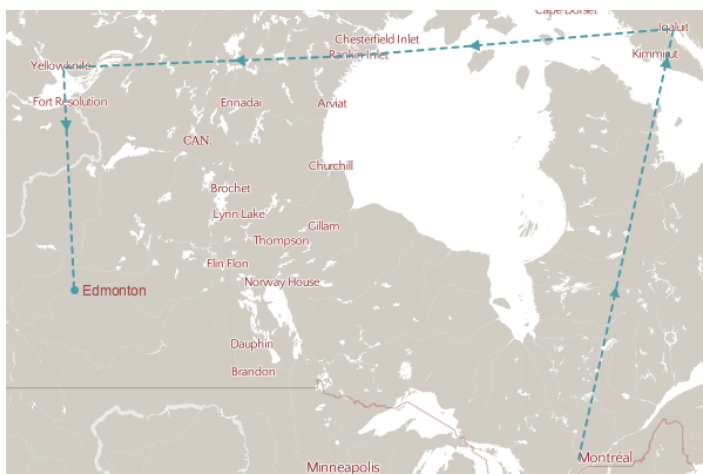 Cape Dorset
Iqaluit
Chesterfield Inlet
Rankin Inlet
Kimmirut
Yellowknife
Fort Resolution
Ennadai
Arviat
CAN.
Churchill
Brochet
Lynn Lake
Gillam
Thompson
Flin Flon
Norway House
Edmonton
Dauphin
Brandon
Montréal
Minneapolis